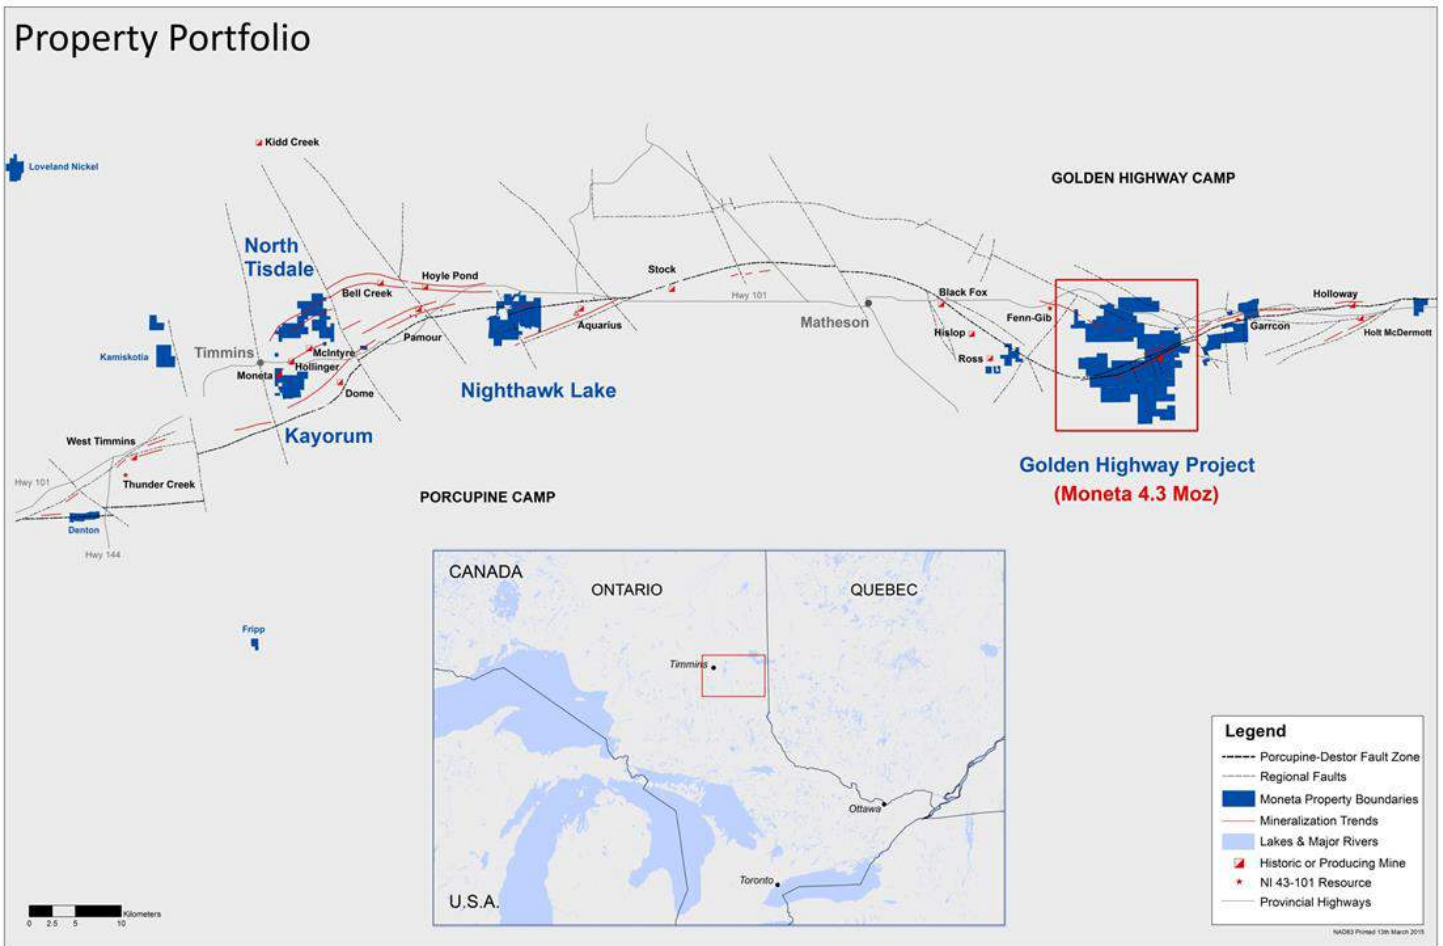 Property Portfolio
Kidd Creek
Loveland Nickel
GOLDEN HIGHWAY CAMP
North
Tisdale
Hoyle Pond
Bell Creek
Stock
Hwy 101
Black Fox
Holloway
Fenn-Gib
Matheson
Aquarius
Garrcon
Holt McDermott
Hislop
Pamour
Timmins
McIntyre
Kamiskotia
Hollinger
Ross
Moneta
Dome
Nighthawk Lake
Kayorum
West Timmins
Golden Highway Project
(Moneta 4.3 Moz)
Hwy 101
Thunder Creek
PORCUPINE CAMP
Denton
Hwy 144
Fripp
CANADA
ONTARIO
QUEBEC
Timmins
Ottawa
Toronto
U.S.A.
Legend
Porcupine-Destor Fault Zone
Regional Faults
Moneta Property Boundaries
Mineralization Trends
Lakes & Major Rivers
Historic or Producing Mine
NI 43-101 Resource
Provincial Highways
Kilometers
0 2.5 5 10
NAD83 Printed 13th March 2015